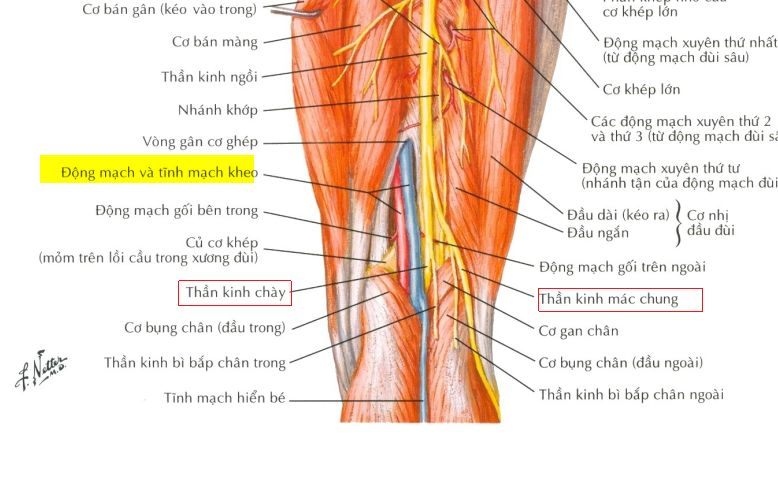 Cơ bán gân (kéo vào trong)
Cơ bán màng
Thần kinh ngồi
Nhánh khớp
Vòng gân cơ ghép
Động mạch và tĩnh mạch kheo
Động mạch gối bên trong
Củ cơ khép
(mỏm trên lồi cầu trong xương đùi)
Thần kinh chày
Cơ bụng chân (đầu trong)
Thần kinh bì bắp chân trong
Tĩnh mạch hiển bé
cơ khép lớn
Động mạch xuyên thứ nhất
(từ động mạch đùi sâu)
Cơ khép lớn
Các động mạch xuyên thứ 2
và thứ 3 (từ động mạch đùi
Động mạch xuyên thứ tư
(nhánh tận của động mạch đùi
Đầu dài (kéo ra)
Đầu ngắn
Cơ nhị
đầu đùi
Động mạch gối trên ngoài
Thần kinh mác chung
Cơ gan chân
Cơ bụng chân (đầu ngoài)
Thần kinh bì bắp chân ngoài
F. Netter
M.D.